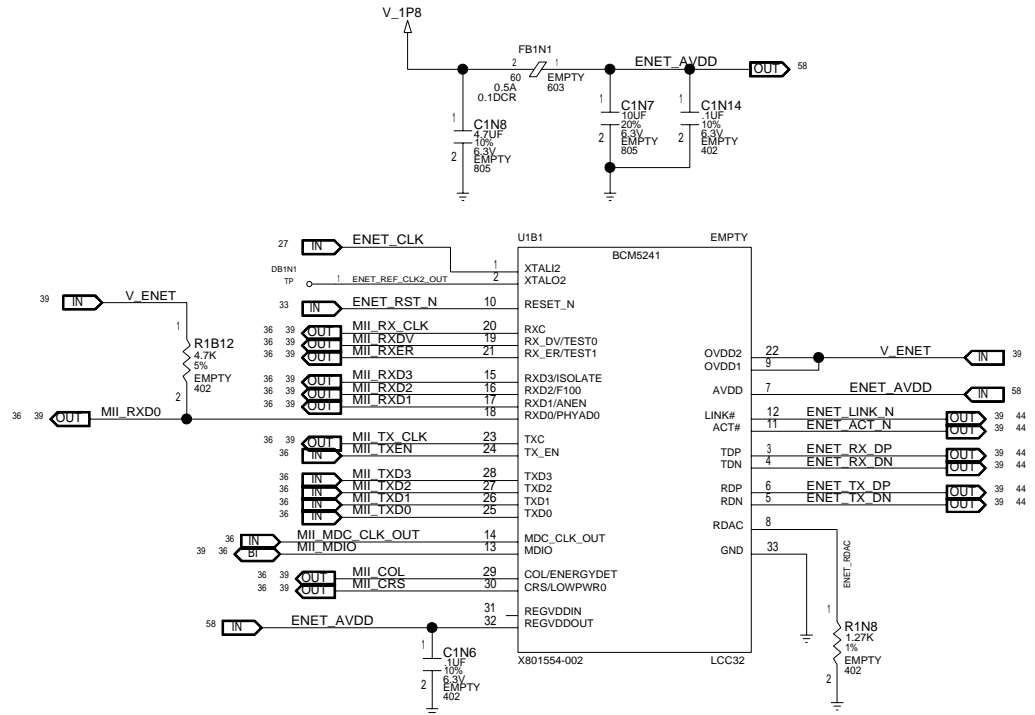 V_1P8
FB1N1
2 1 ENET_AVDD OUT 58
60 EMPTY
0.5A 603
0.1DCR
1 C1N8
4.7UF
10%
6.3V
2 EMPTY
805
1 C1N7
10UF
20%
6.3V
2 EMPTY
805
1 C1N14
.1UF
10%
6.3V
2 EMPTY
402
U1B1 EMPTY
BCM5241
27 IN ENET_CLK 1 XTALI2
DB1N1
TP 1 ENET_REF_CLK2_OUT 2 XTALO2
39 IN V_ENET
33 IN ENET_RST_N 10 RESET_N
1 R1B12
4.7K
5%
EMPTY
2 402
36 39 OUT MII_RX_CLK 20 RXC
36 39 OUT MII_RXDV 19 RX_DV/TEST0
36 39 OUT MII_RXER 21 RX_ER/TEST1
36 39 OUT MII_RXD3 15 RXD3/ISOLATE
36 39 OUT MII_RXD2 16 RXD2/F100
36 39 OUT MII_RXD1 17 RXD1/ANEN
36 39 OUT MII_RXD0 18 RXD0/PHYAD0
36 39 OUT MII_TX_CLK 23 TXC
36 IN MII_TXEN 24 TX_EN
36 IN MII_TXD3 28 TXD3
36 IN MII_TXD2 27 TXD2
36 IN MII_TXD1 26 TXD1
36 IN MII_TXD0 25 TXD0
36 IN MII_MDC_CLK_OUT 14 MDC_CLK_OUT
39 36 BI MII_MDIO 13 MDIO
36 39 OUT MII_COL 29 COL/ENERGYDET
36 39 OUT MII_CRS 30 CRS/LOWPWR0
31 REGVDDIN
58 IN ENET_AVDD 32 REGVDDOUT
1 C1N6
.1UF
10%
6.3V
2 EMPTY
402
OVDD2 22 V_ENET IN 39
OVDD1 9
AVDD 7 ENET_AVDD IN 58
LINK# 12 ENET_LINK_N OUT 39 44
ACT# 11 ENET_ACT_N OUT 39 44
TDP 3 ENET_RX_DP OUT 39 44
TDN 4 ENET_RX_DN OUT 39 44
RDP 6 ENET_TX_DP OUT 39 44
RDN 5 ENET_TX_DN OUT 39 44
RDAC 8
GND 33
ENET_RDAC
1 R1N8
1.27K
1%
EMPTY
2 402
X801554-002 LCC32